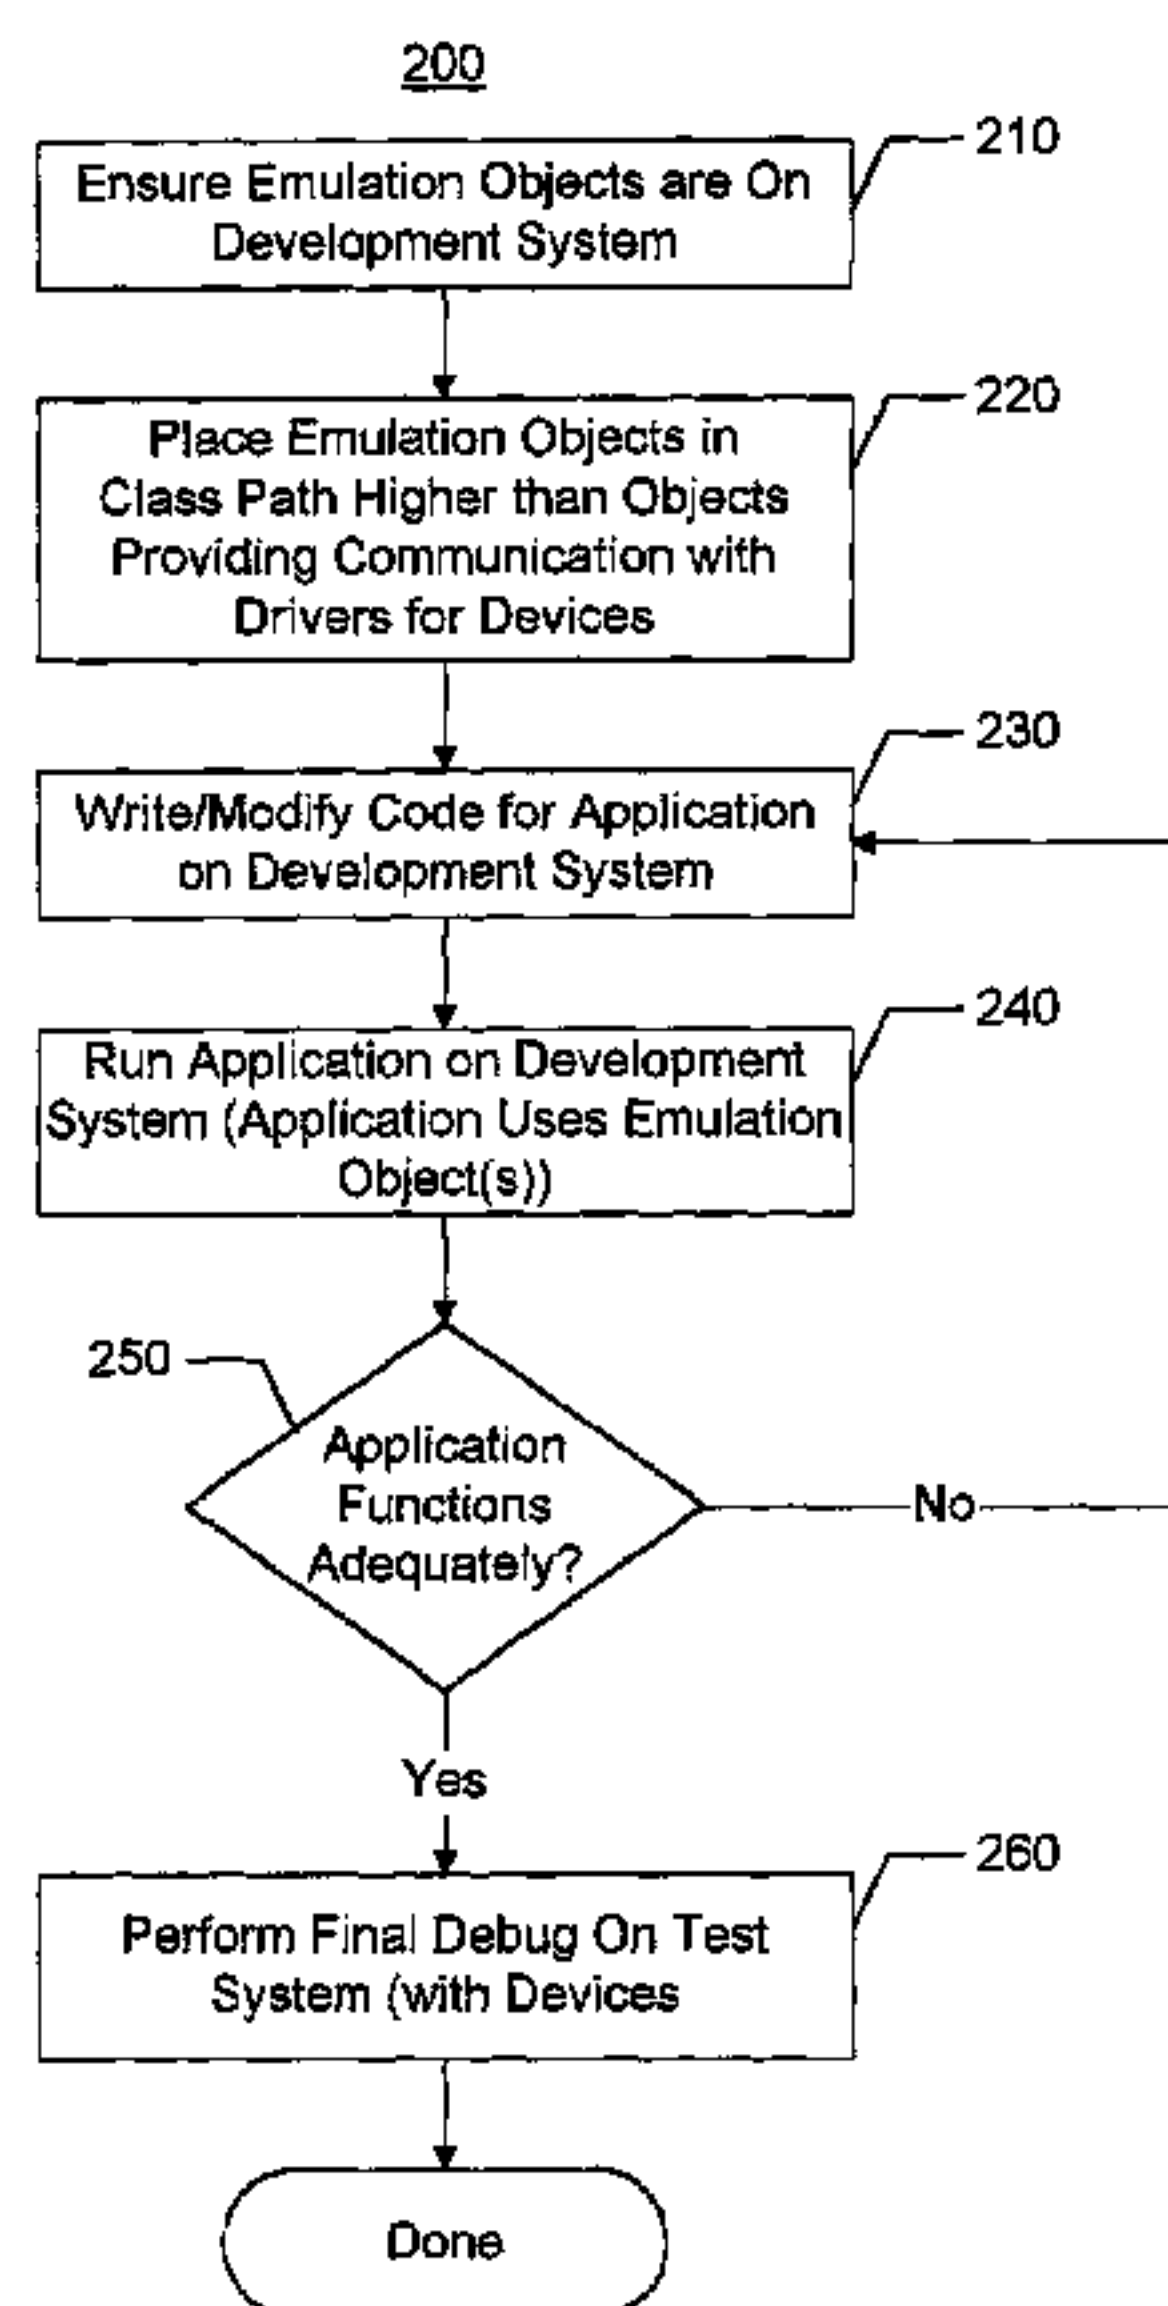 200
210
Ensure Emulation Objects are On
Development System
220
Place Emulation Objects in
Class Path Higher than Objects
Providing Communication with
Drivers for Devices
230
Write/Modify Code for Application
on Development System
240
Run Application on Development
System (Application Uses Emulation
Object(s))
250
Application
Functions
Adequately?
No
Yes
260
Perform Final Debug On Test
System (with Devices
Done